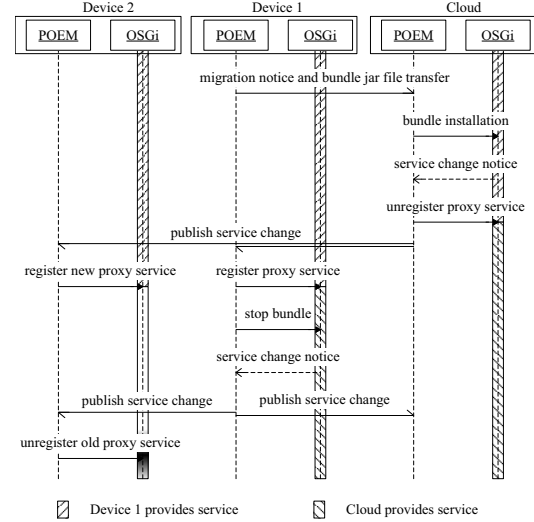 Device 2 Device 1 Cloud
POEM OSGi POEM OSGi POEM OSGi
migration notice and bundle jar file transfer
bundle installation
service change notice
unregister proxy service
publish service change
register new proxy service register proxy service
stop bundle
service change notice
publish service change publish service change
unregister old proxy service
Device 1 provides service Cloud provides service